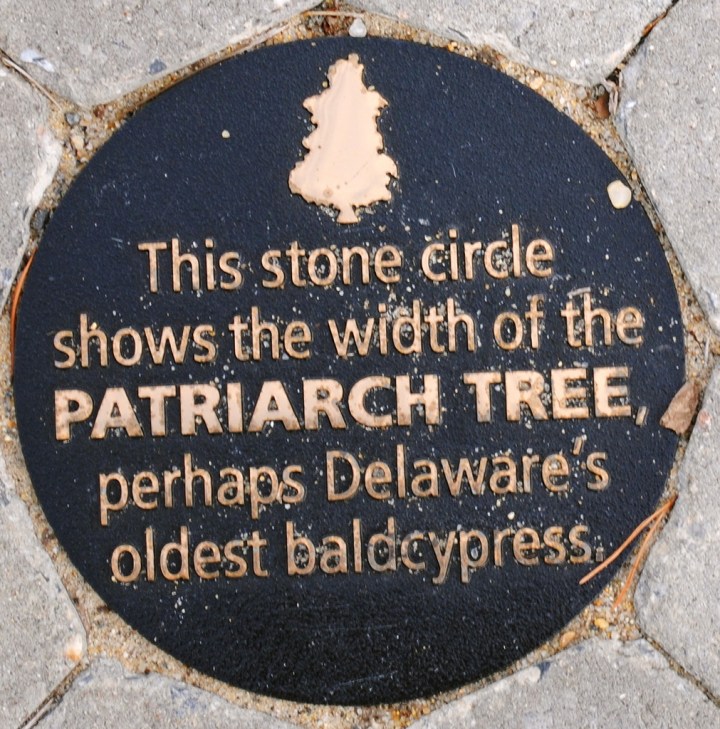 This stone circle
shows the width of the
PATRIARCH TREE,
perhaps Delaware's
oldest baldcypress.